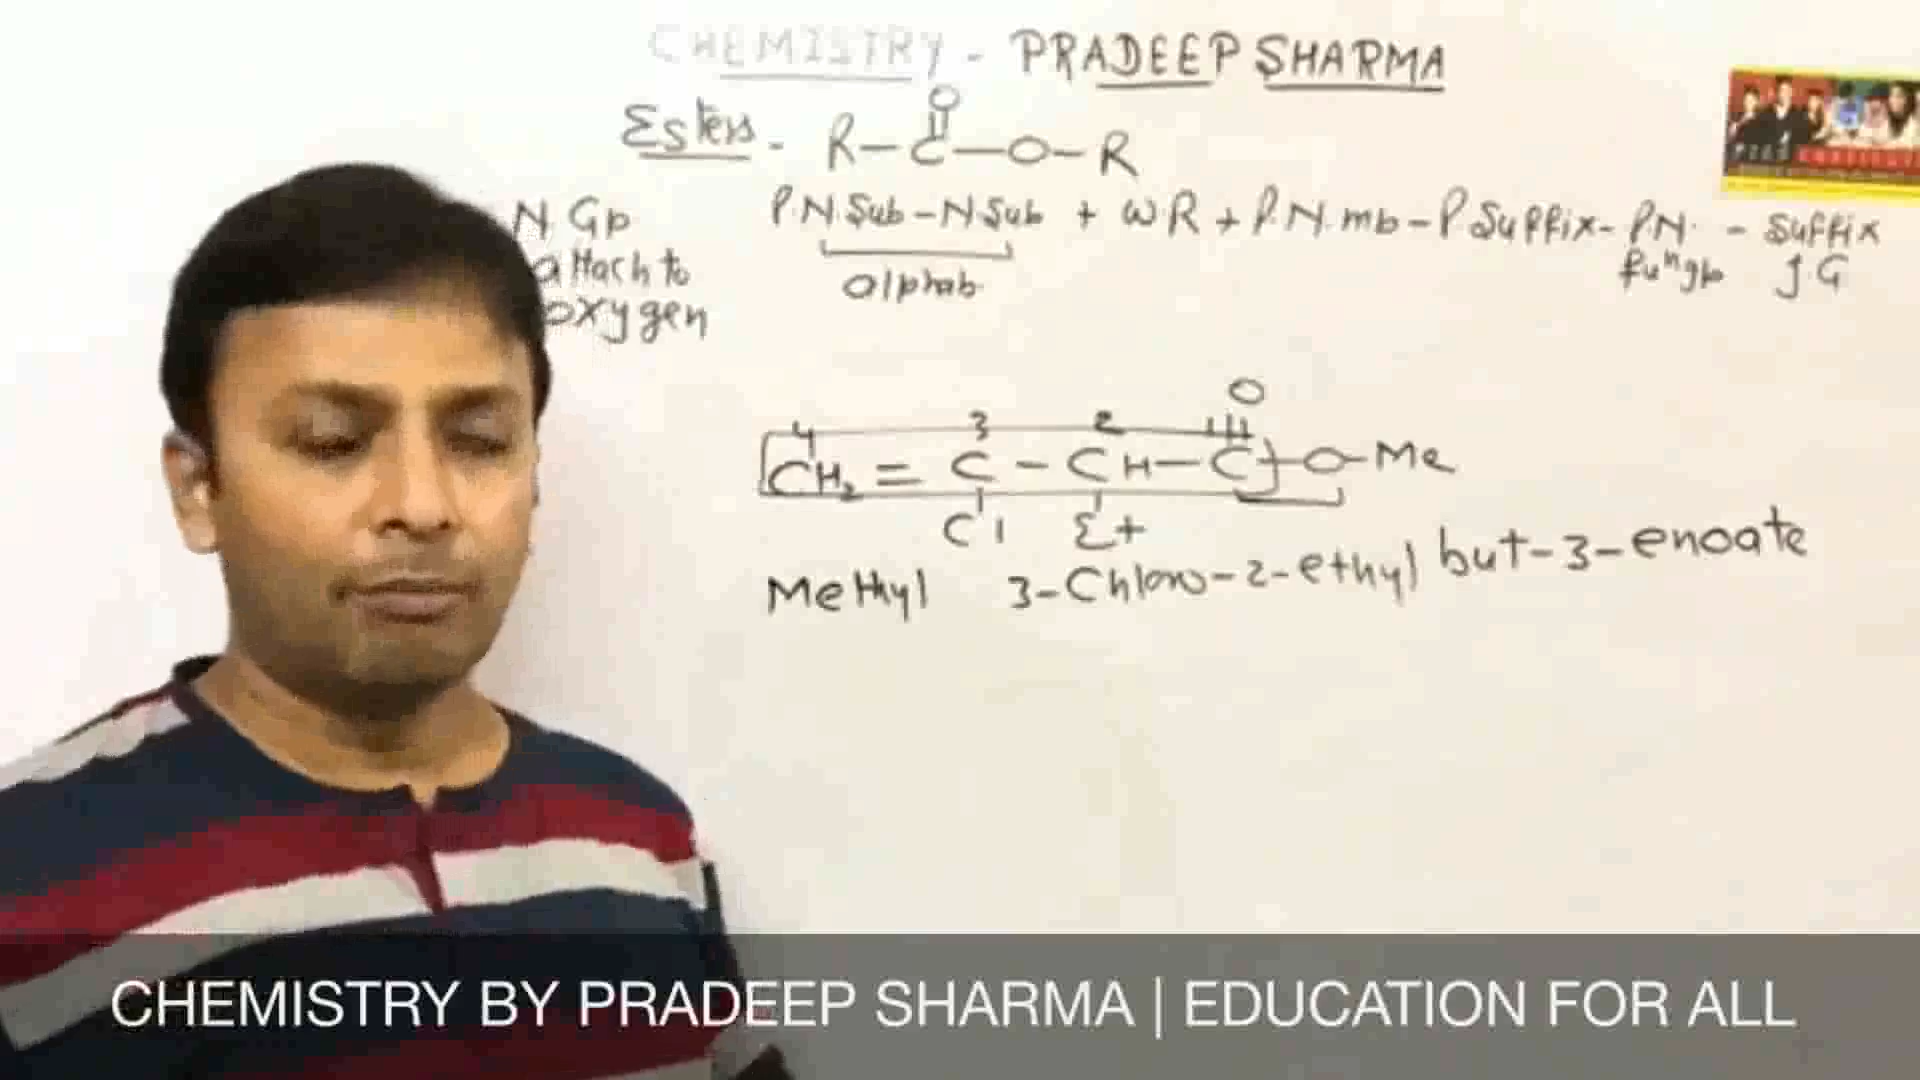 CHEMISTRY - PRADEEP SHARMA
Esters - R-C-O-R
O
N Gp attach to oxygen
P.N Sub-N Sub + WR + P.N. mb-P Suffix-P.N. - Suffix
alphab.
fungp
f G
O
4 3 2
CH2=C-CH-C-O-Me
Cl Et
Methyl 3-Chloro-2-ethyl but-3-enoate
CHEMISTRY BY PRADEEP SHARMA | EDUCATION FOR ALL